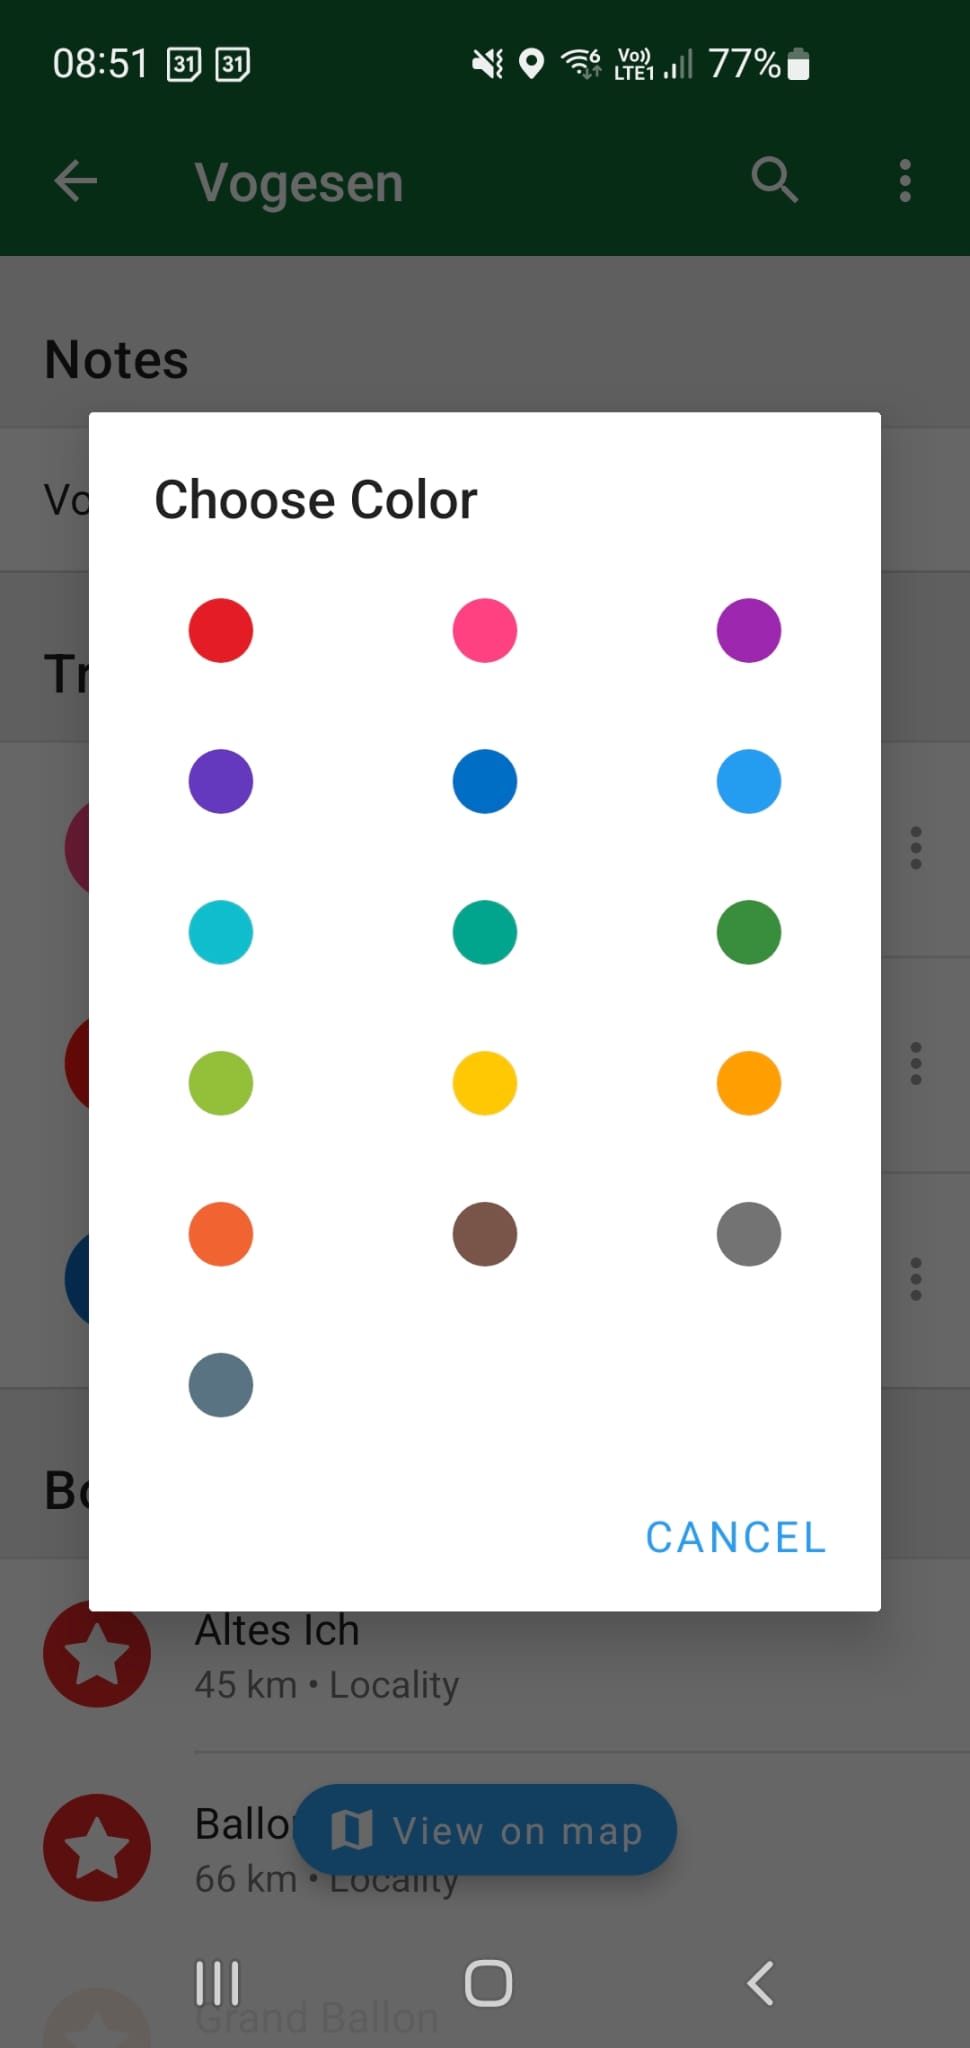 08:51 31 31 6 Vo)) LTE1 77%
Vogesen
Notes
Vo
Choose Color
Tr
Bo
CANCEL
Altes Ich
45 km • Locality
Ballo
View on map
66 km • Locality
Grand Ballon